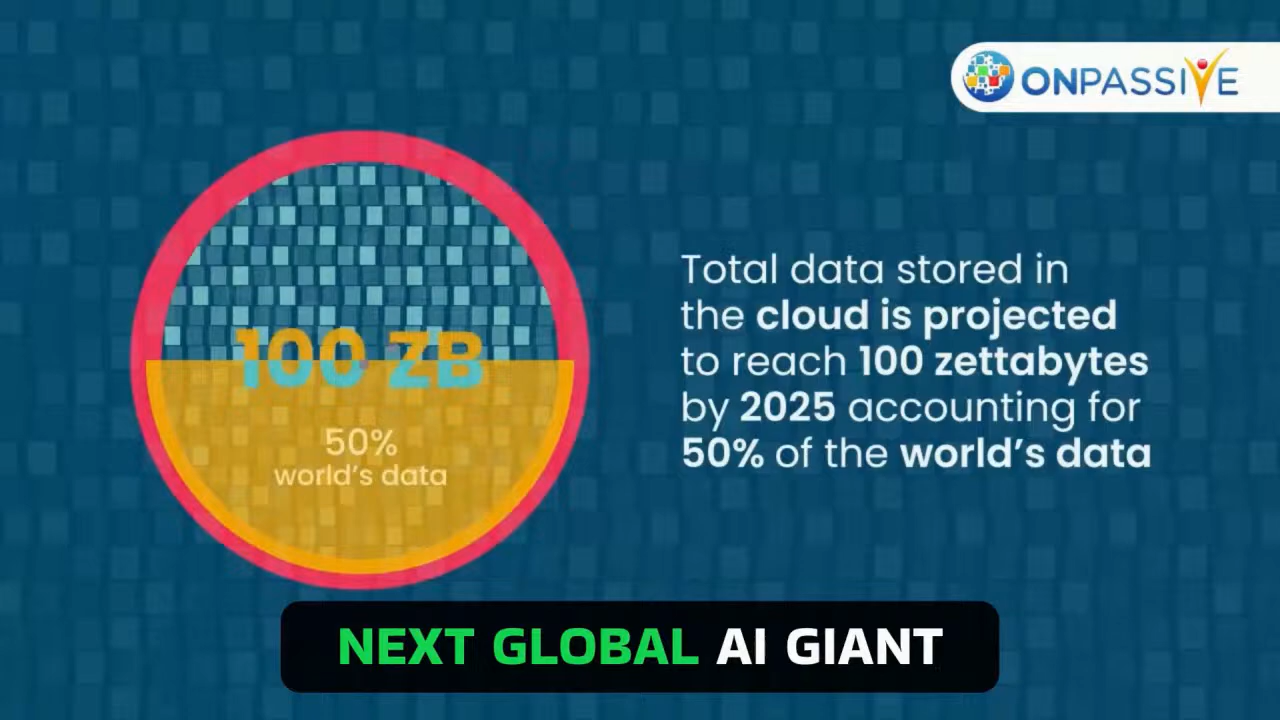 ONPASSIVE
100 ZB
50%
world's data
Total data stored in
the cloud is projected
to reach 100 zettabytes
by 2025 accounting for
50% of the world's data
NEXT GLOBAL AI GIANT